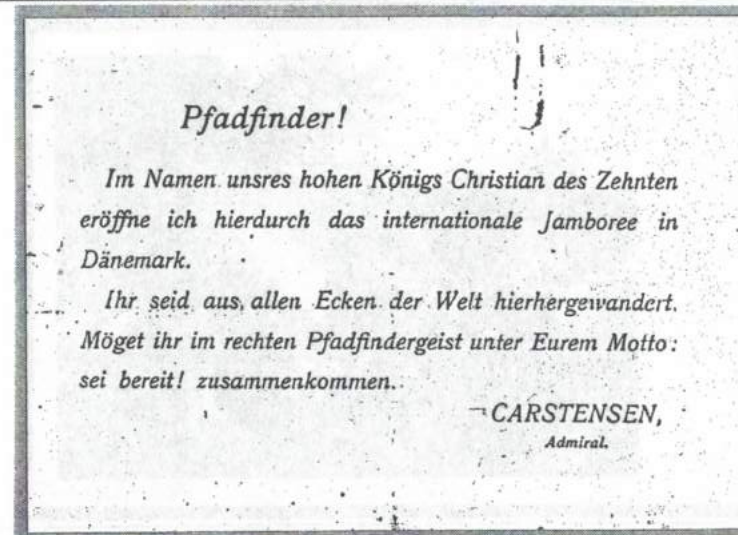 Pfadfinder!
Im Namen unsres hohen Königs Christian des Zehnten
eröffne ich hierdurch das internationale Jamboree in
Dänemark.
Ihr seid aus allen Ecken der Welt hierhergewandert.
Möget ihr im rechten Pfadfindergeist unter Eurem Motto:
sei bereit! zusammenkommen.
CARSTENSEN,
Admiral.